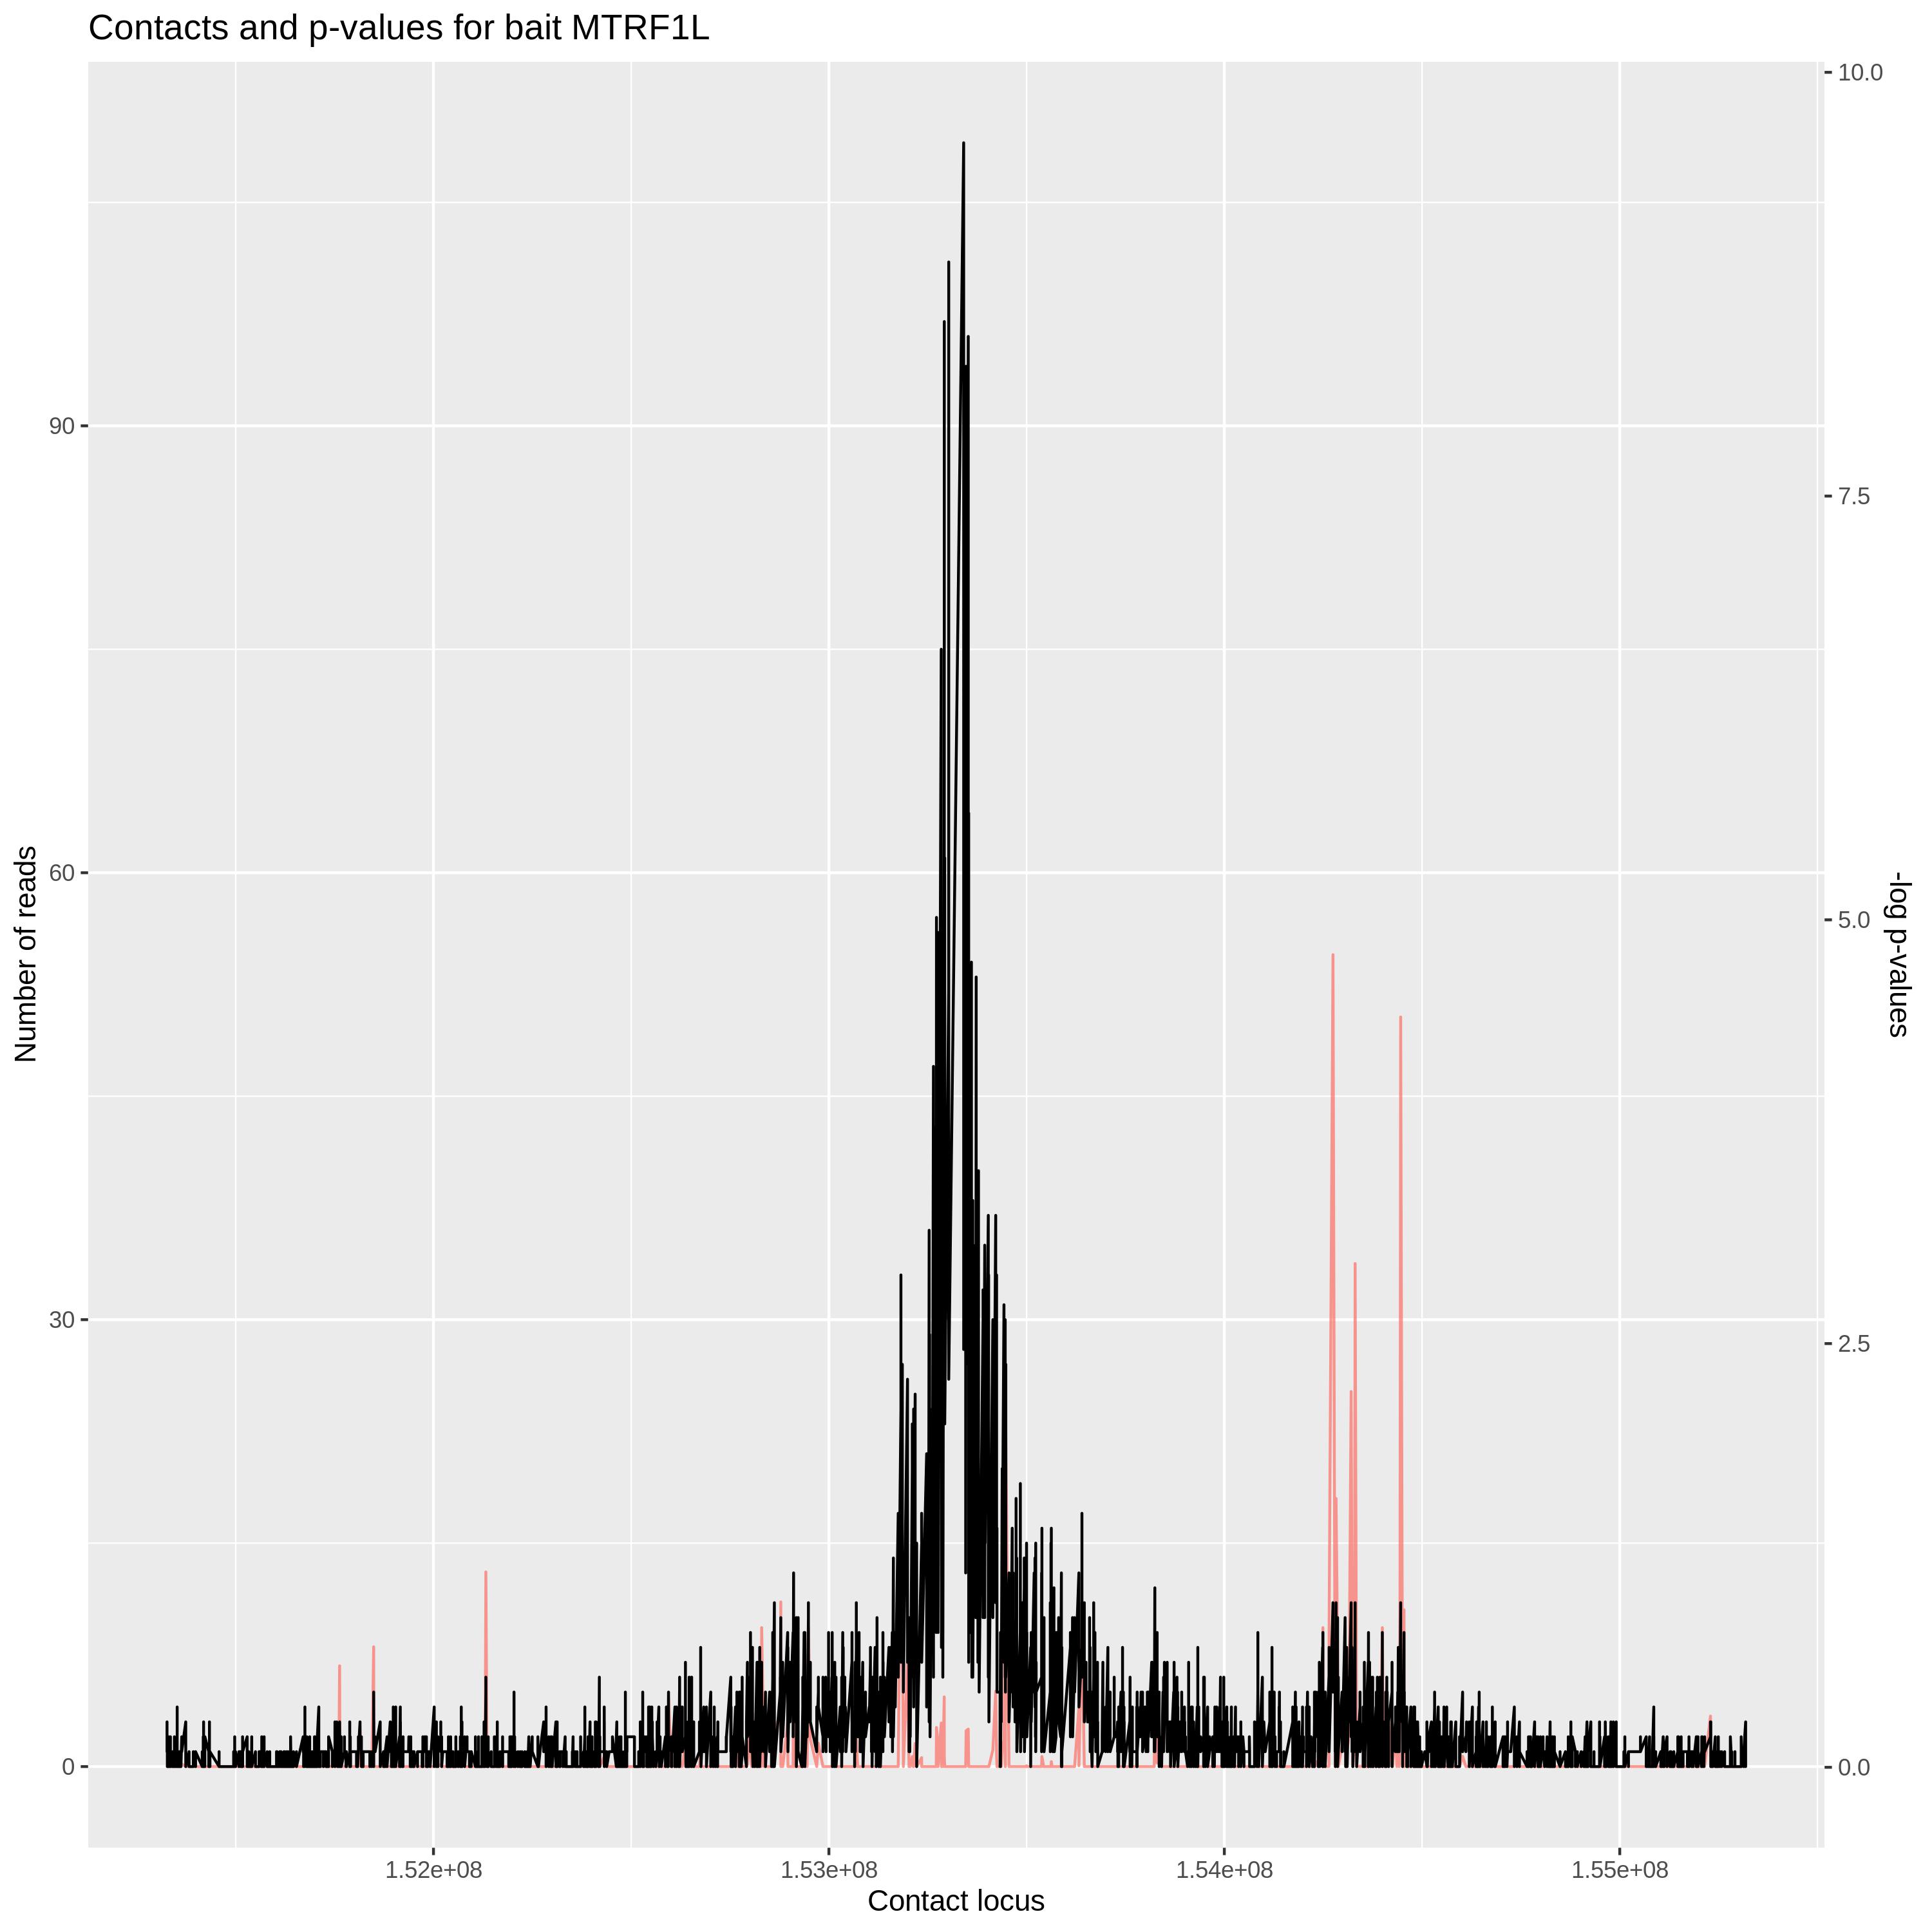 Contacts and p-values for bait MTRF1L
10.0
7.5
5.0
2.5
0.0
90
60
30
0
Number of reads
-log p-values
1.52e+08 1.53e+08 1.54e+08 1.55e+08
Contact locus